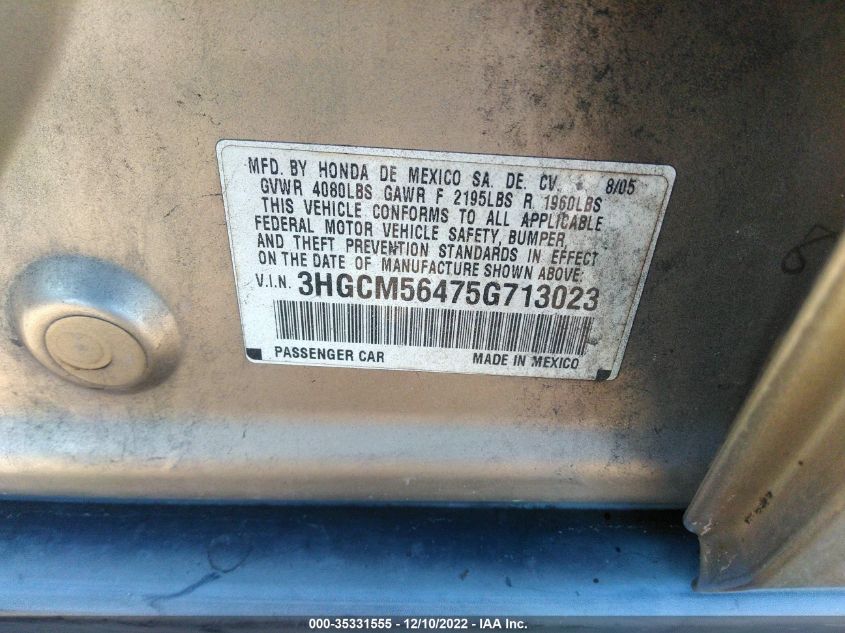 MFD. BY HONDA DE MEXICO SA. DE. CV. 8/05
GVWR 4080LBS GAWR F 2195LBS R 1960LBS
THIS VEHICLE CONFORMS TO ALL APPLICABLE
FEDERAL MOTOR VEHICLE SAFETY, BUMPER,
AND THEFT PREVENTION STANDARDS IN EFFECT
ON THE DATE OF MANUFACTURE SHOWN ABOVE.
V.I.N. 3HGCM56475G713023
PASSENGER CAR MADE IN MEXICO
8
000-35331555 - 12/10/2022 - IAA Inc.